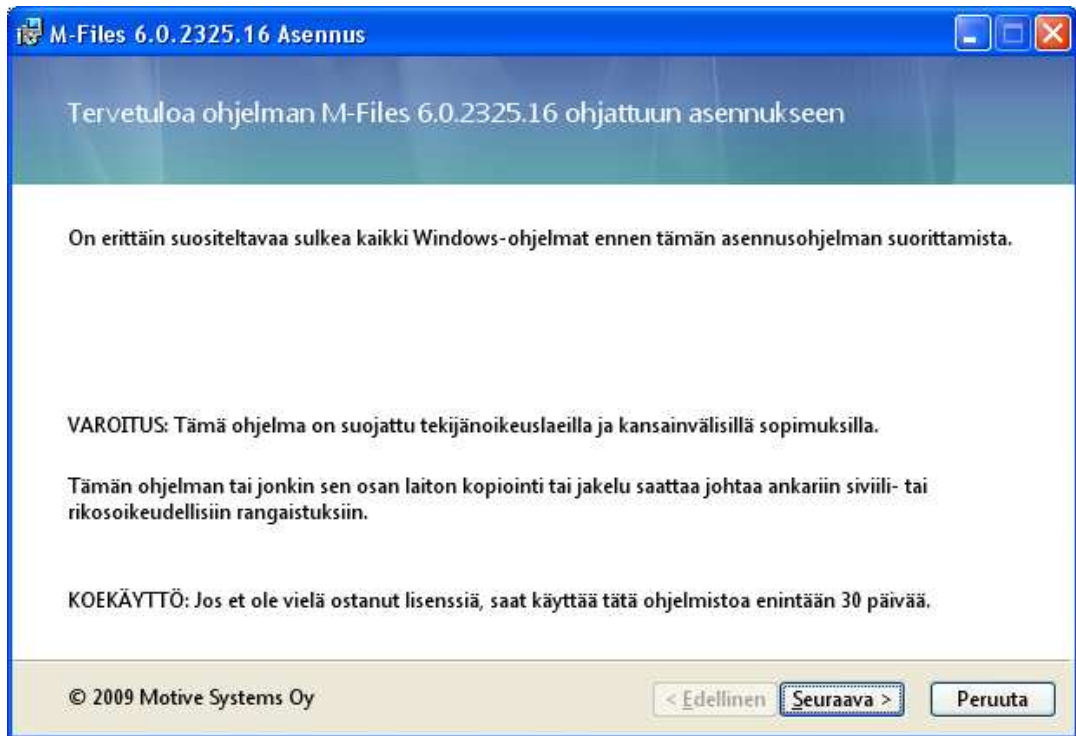 M-Files 6.0.2325.16 Asennus
Tervetuloa ohjelman M-Files 6.0.2325.16 ohjattuun asennukseen
On erittäin suositeltavaa sulkea kaikki Windows-ohjelmat ennen tämän asennusohjelman suorittamista.
VAROITUS: Tämä ohjelma on suojattu tekijänoikeuslaeilla ja kansainvälisillä sopimuksilla.
Tämän ohjelman tai jonkin sen osan laiton kopiointi tai jakelu saattaa johtaa ankariin siviili- tai
rikosoikeudellisiin rangaistuksiin.
KOEKÄYTTÖ: Jos et ole vielä ostanut lisenssiä, saat käyttää tätä ohjelmistoa enintään 30 päivää.
© 2009 Motive Systems Oy < Edellinen Seuraava > Peruuta